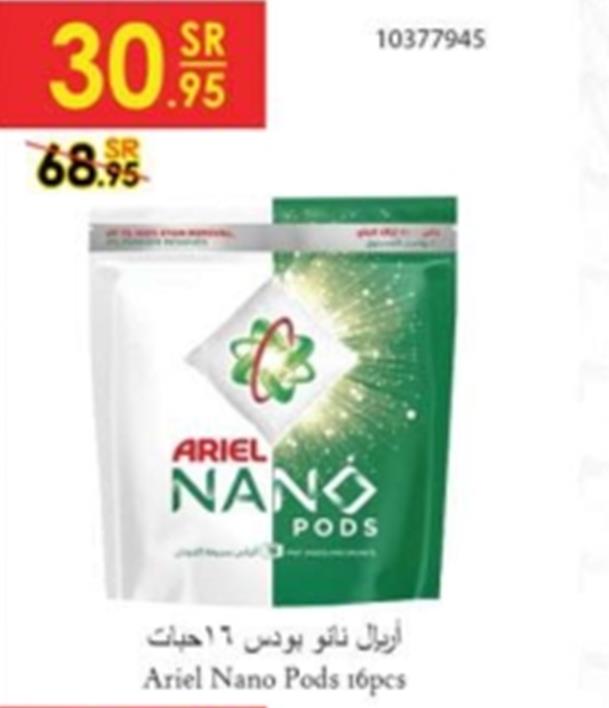 30.95 SR
10377945
68.95 SR
ARIEL
NANO
PODS
أريال نانو بودس ١٦حبات
Ariel Nano Pods 16pcs